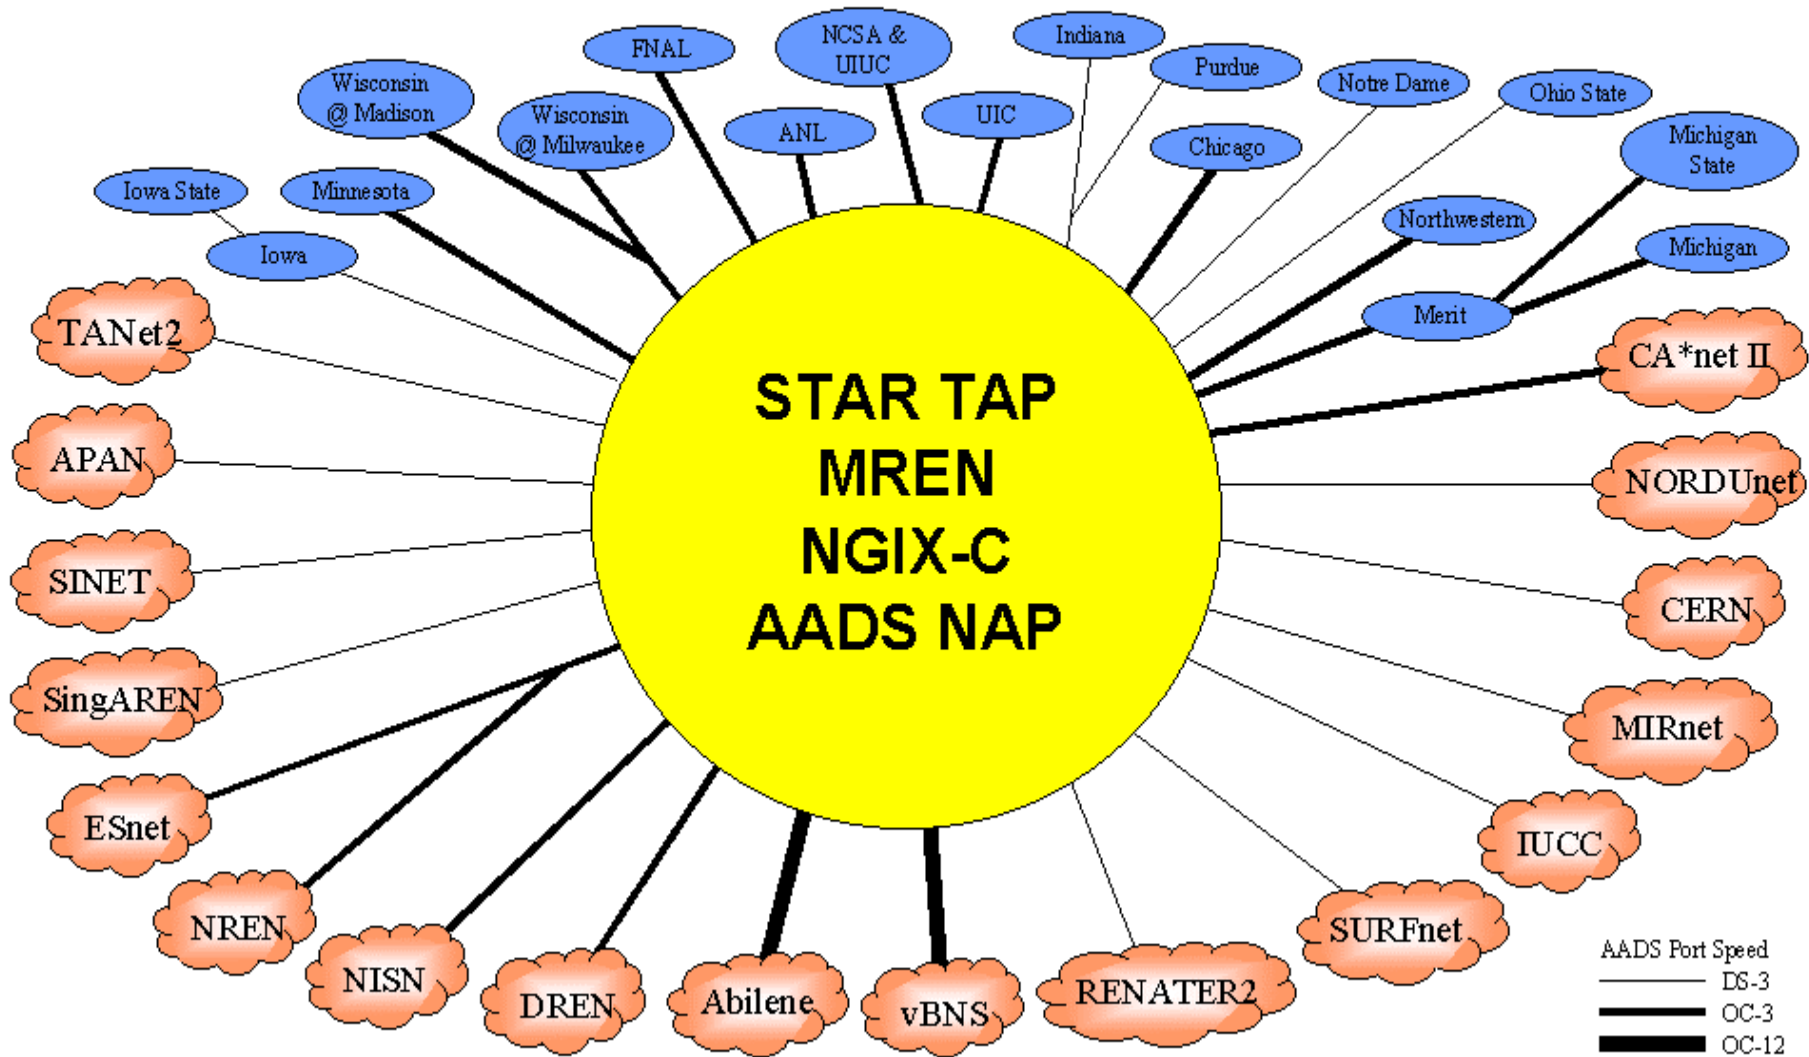 FNAL
NCSA &
UIUC
Indiana
Purdue
Notre Dame
Ohio State
Wisconsin
@ Madison
Wisconsin
@ Milwaukee
ANL
UIC
Chicago
Michigan
State
Iowa State
Minnesota
Northwestern
Iowa
Michigan
Merit
TANet2
CA*net II
APAN
NORDUnet
SINET
CERN
SingAREN
MIRnet
ESnet
IUCC
NREN
SURFnet
NISN
DREN
Abilene
vBNS
RENATER2
STAR TAP
MREN
NGIX-C
AADS NAP
AADS Port Speed
DS-3
OC-3
OC-12